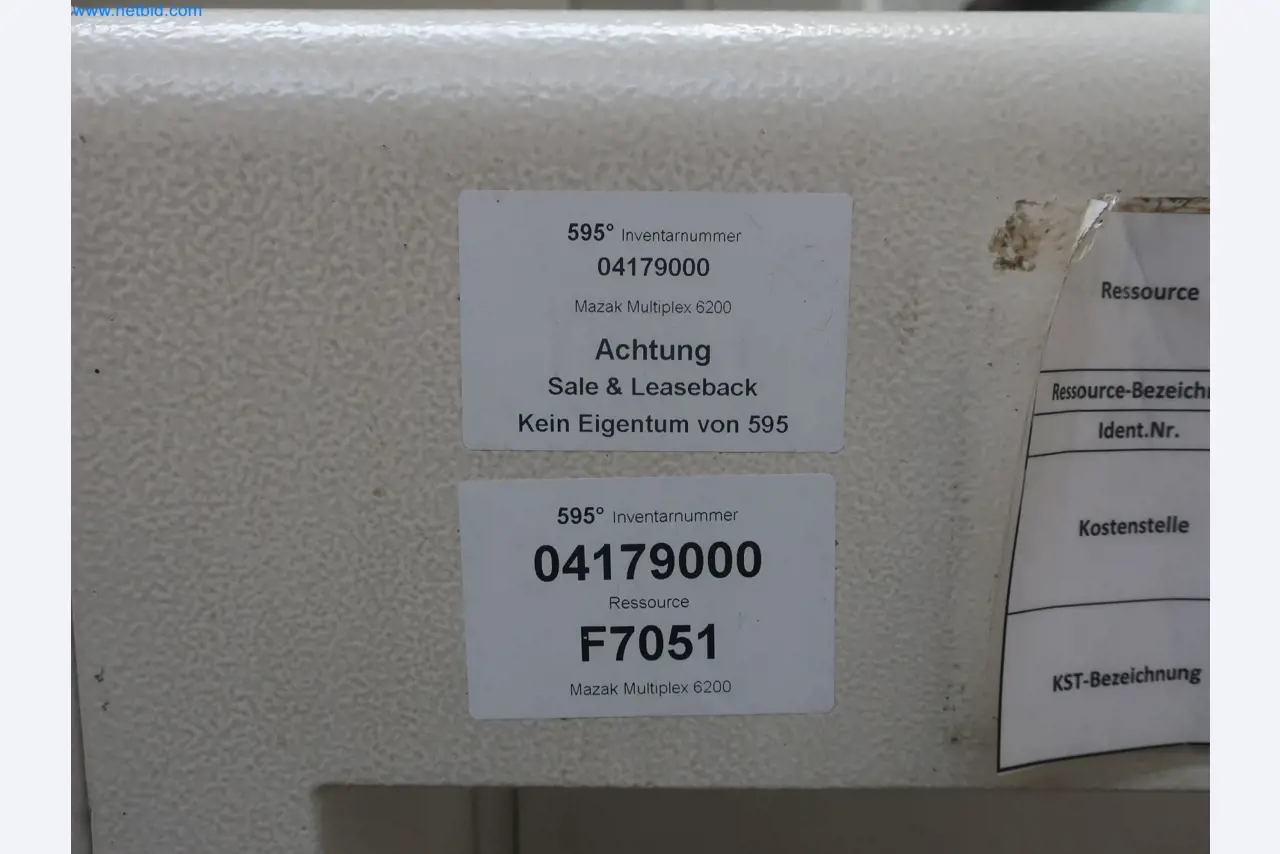 www.netbid.com
595° Inventarnummer
04179000
Mazak Multiplex 6200
Achtung
Sale & Leaseback
Kein Eigentum von 595
595° Inventarnummer
04179000
Ressource
F7051
Mazak Multiplex 6200
Ressource
Ressource-Bezeichn
Ident.Nr.
Kostenstelle
KST-Bezeichnung